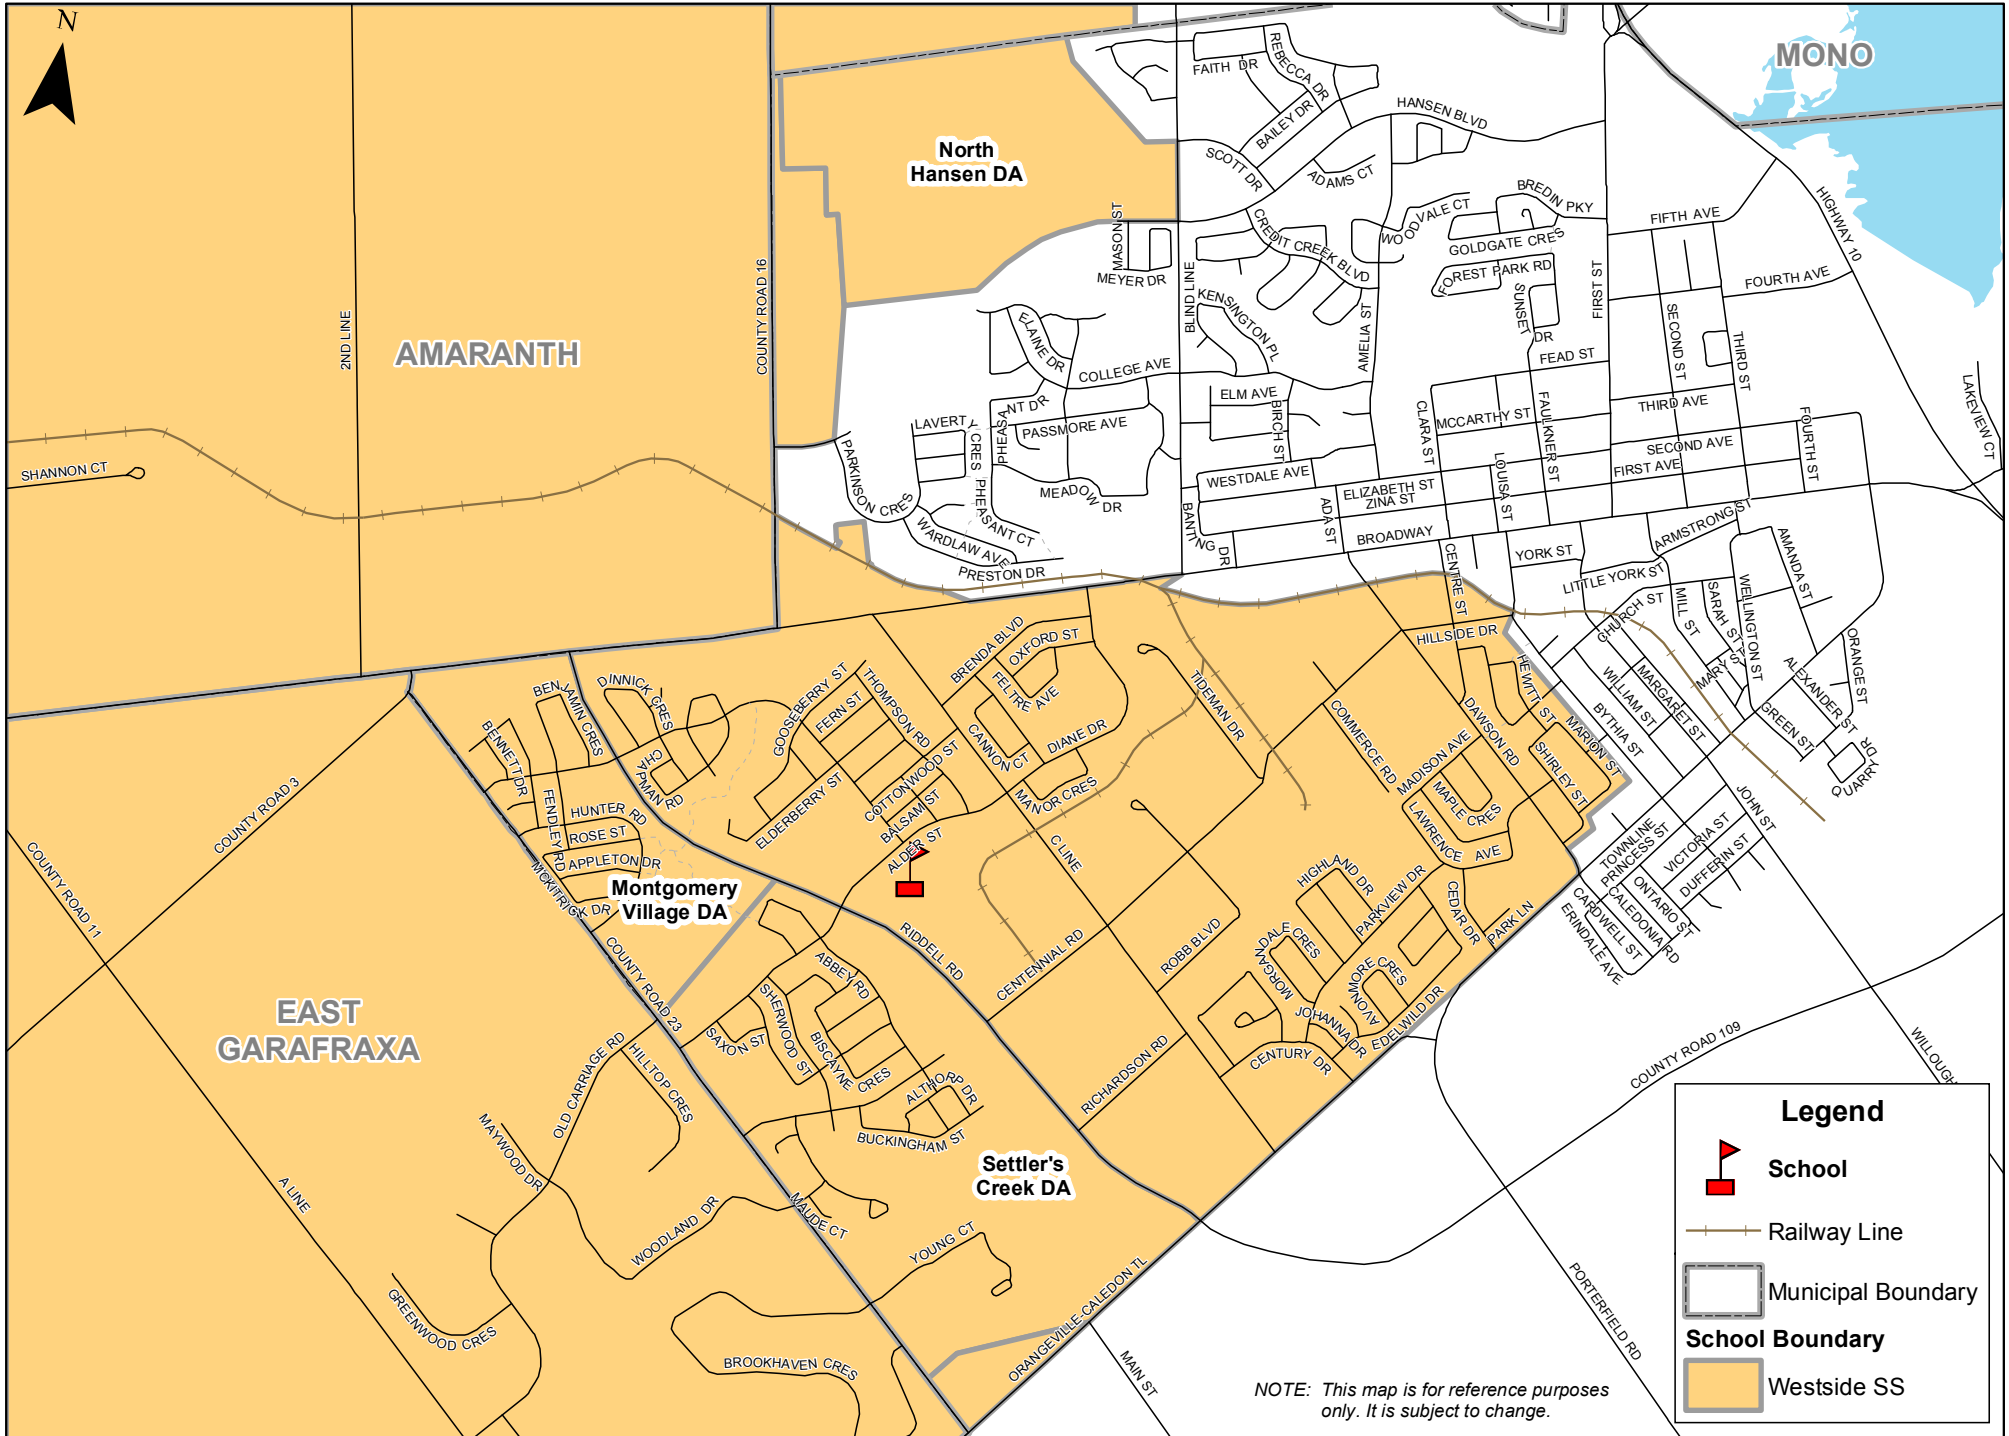 N
MONO
FAITH DR
REBECCA DR
BAILEY DR
HANSEN BLVD
SCOTT DR
ADAMS CT
North
Hansen DA
HIGHWAY 10
BREDIN PKY
WOODVALE CT
FIFTH AVE
GOLDGATE CRES
CREDIT CREEK BLVD
MASON ST
MEYER DR
FOREST PARK RD
FOURTH AVE
COUNTY ROAD 16
2ND LINE
BLIND LINE
KENSINGTON PL
AMELIA ST
SUNSET DR
FIRST ST
SECOND ST
THIRD ST
AMARANTH
ELAINE DR
COLLEGE AVE
FEAD ST
LAKEVIEW CT
ELM AVE
BIRCH ST
PHEASANT DR
LAVERTY CRES
PASSMORE AVE
CLARA ST
MCCARTHY ST
FAULKNER ST
THIRD AVE
FOURTH ST
SECOND AVE
FIRST AVE
SHANNON CT
PARKINSON CRES
MEADOW DR
WESTDALE AVE
ELIZABETH ST
ZINA ST
LOUISA ST
PHEASANT CT
WARDLAW AVE
PRESTON DR
BANTNG DR
ADA ST
BROADWAY
CENTRE ST
YORK ST
ARMSTRONG ST
LITTLE YORK ST
AMANDA ST
CHURCH ST
MILL ST
SARAH ST
WELLINGTON ST
HILLSIDE DR
BRENDA BLVD
OXFORD ST
FELTRE AVE
HEWITT ST
WILLIAM ST
MARGARET ST
MARY ST
ALEXANDER ST
ORANGE ST
GREEN ST
QUARRY DR
BENJAMIN CRES
DINNICK CRES
GOOSEBERRY ST
FERN ST
THOMPSON RD
TIDEMAN DR
COMMERCE RD
DAWSON RD
MARION ST
BYTHIA ST
BENNETT DR
CHAPMAN RD
CANNON CT
DIANE DR
MADISON AVE
SHIRLEY ST
COTTONWOOD ST
MANOR CRES
MAPLE CRES
JOHN ST
COUNTY ROAD 3
FENDLEY RD
HUNTER RD
ROSE ST
APPLETON DR
ELDERBERRY ST
BALSAM ST
ALDER ST
C LINE
LAWRENCE AVE
TOWNLINE
PRINCESS ST
VICTORIA ST
DUFFERIN ST
COUNTY ROAD 11
MCKITRICK DR
Montgomery
Village DA
HIGHLAND DR
PARKVIEW DR
CEDAR DR
PARK LN
CARDWELL ST
CALEDONIA RD
ONTARIO ST
ERINDALE AVE
COUNTY ROAD 23
RIDDELL RD
CENTENNIAL RD
ROBB BLVD
MORGANDALE CRES
AVONMORE CRES
ABBEY RD
SHERWOOD ST
SAXON ST
BISCAYNE CRES
EAST
GARAFRAXA
JOHANNA DR
EDELWILD DR
CENTURY DR
RICHARDSON RD
COUNTY ROAD 109
WILLOUGH
OLD CARRIAGE RD
HILLTOP CRES
ALTHORP DR
BUCKINGHAM ST
MAYWOOD DR
Settler's
Creek DA
A LINE
WOODLAND DR
MAUDE CT
YOUNG CT
GREENWOOD CRES
BROOKHAVEN CRES
ORANGEVILLE-CALEDON TL
MAIN ST
PORTERFIELD RD
NOTE: This map is for reference purposes
only. It is subject to change.
Legend
School
Railway Line
Municipal Boundary
School Boundary
Westside SS